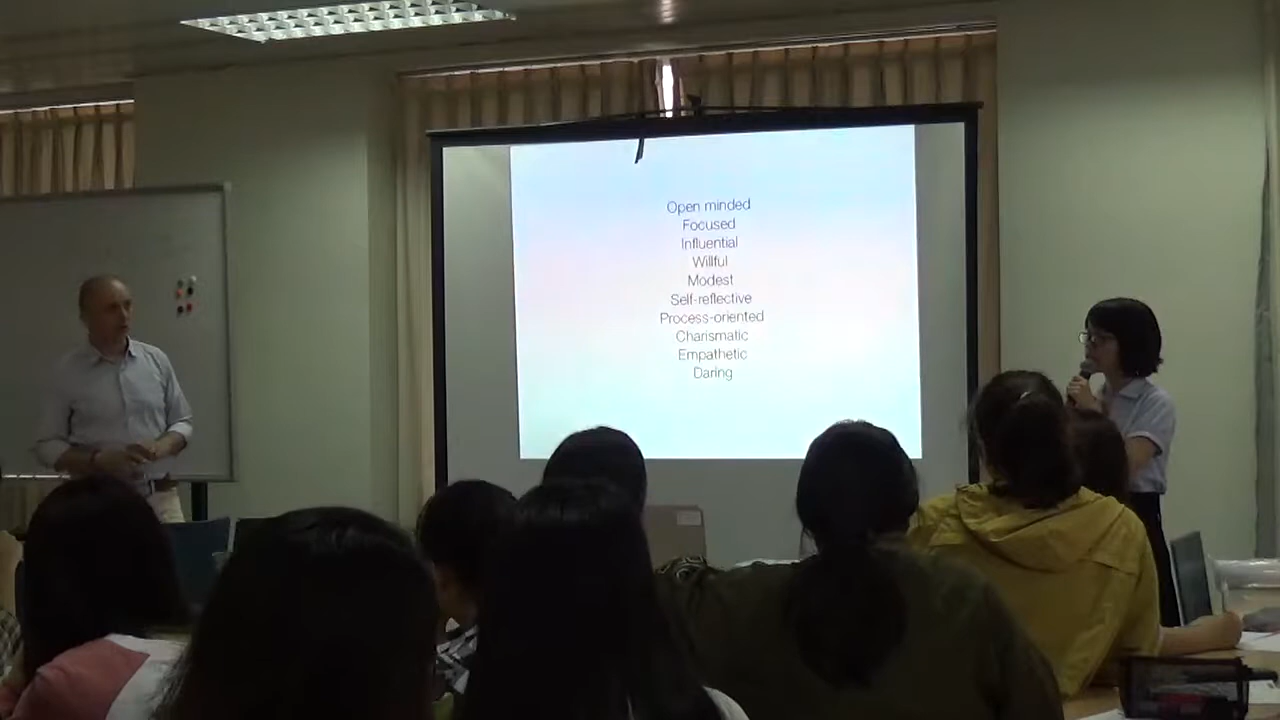 Open minded
Focused
Influential
Willful
Modest
Self-reflective
Process-oriented
Charismatic
Empathetic
Daring